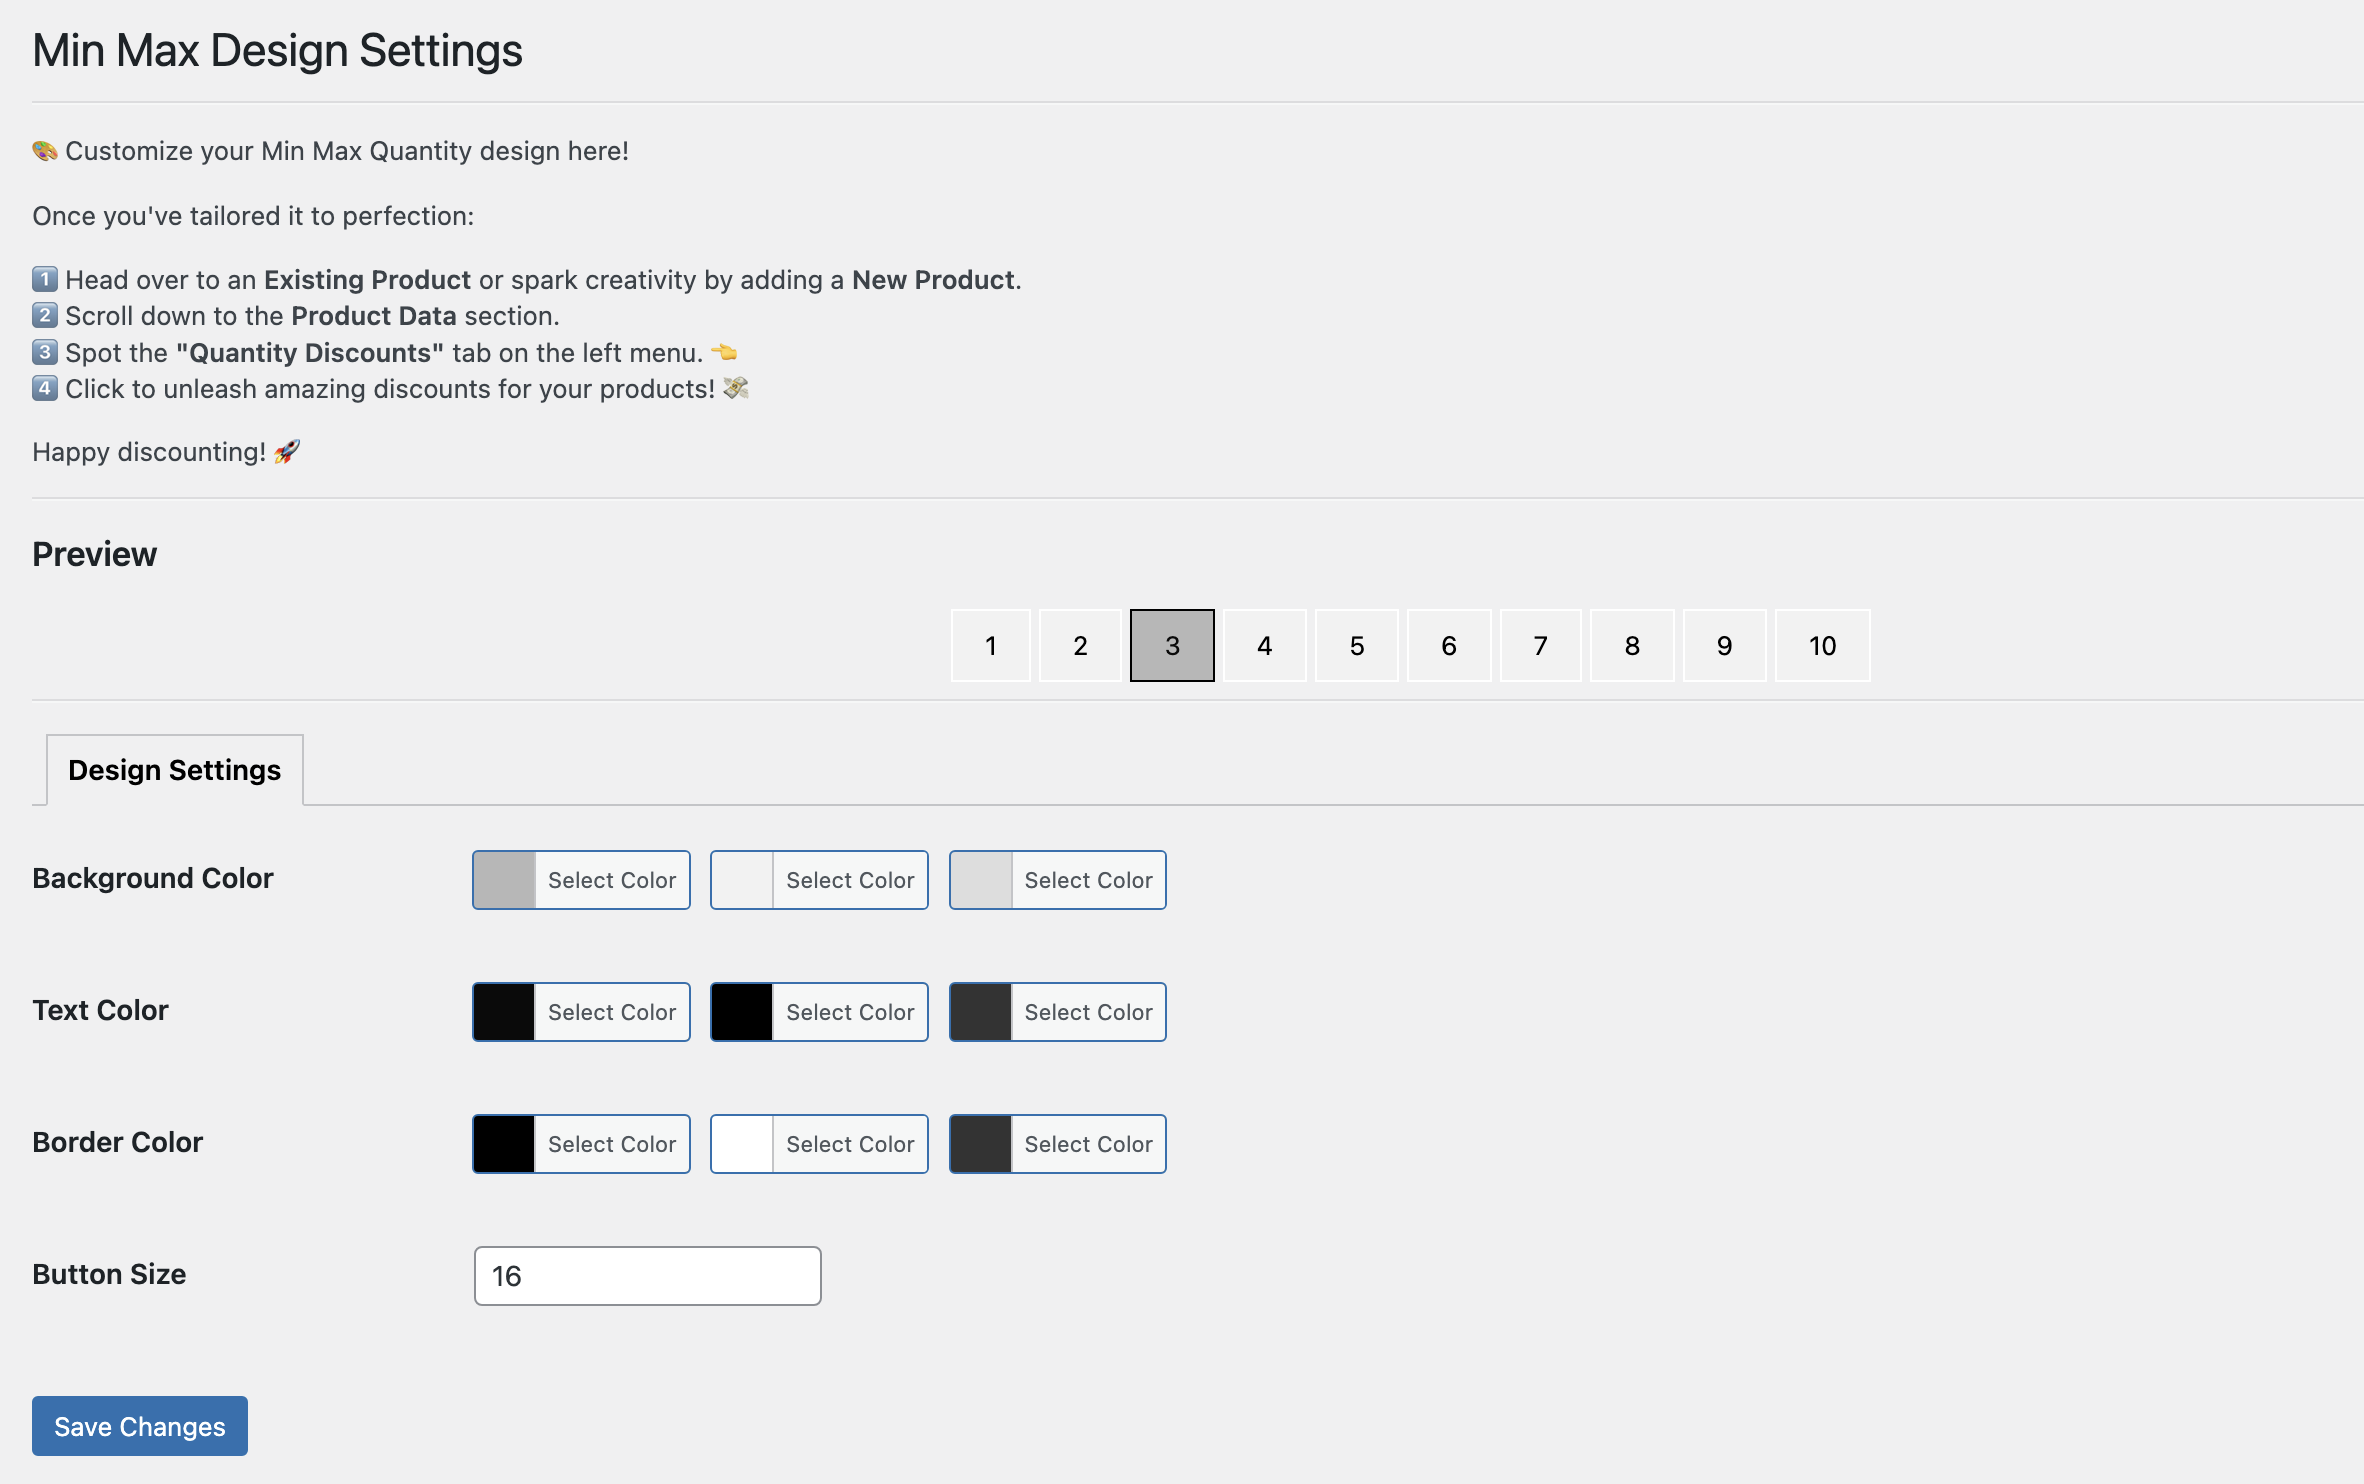 Min Max Design Settings
🎨 Customize your Min Max Quantity design here!
Once you've tailored it to perfection:
1️⃣ Head over to an Existing Product or spark creativity by adding a New Product.
2️⃣ Scroll down to the Product Data section.
3️⃣ Spot the "Quantity Discounts" tab on the left menu. 👈
4️⃣ Click to unleash amazing discounts for your products! 💸
Happy discounting! 🚀
Preview
1 2 3 4 5 6 7 8 9 10
Design Settings
Background Color Select Color Select Color Select Color
Text Color Select Color Select Color Select Color
Border Color Select Color Select Color Select Color
Button Size 16
Save Changes